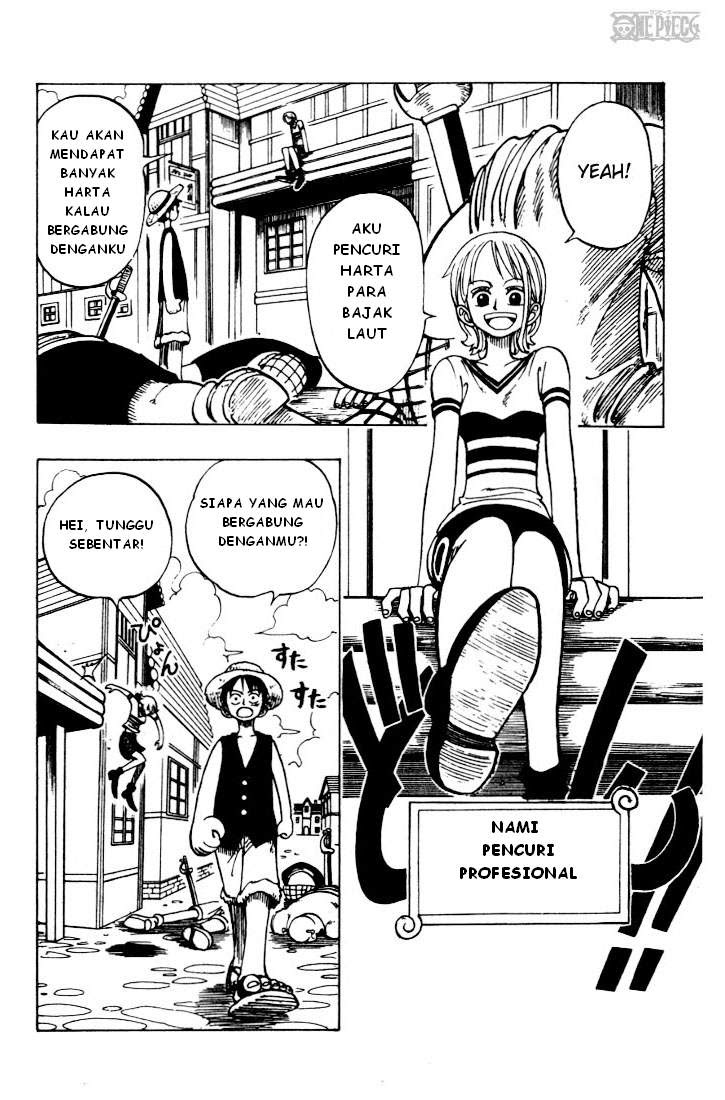 ONE PIECE
YEAH!
AKU
PENCURI
HARTA
PARA
BAJAK
LAUT
KAU AKAN
MENDAPAT
BANYAK
HARTA
KALAU
BERGABUNG
DENGANKU
NAMI
PENCURI
PROFESIONAL
SIAPA YANG MAU
BERGABUNG
DENGANMU?!
HEI, TUNGGU
SEBENTAR!
すた
すた
ぴょん